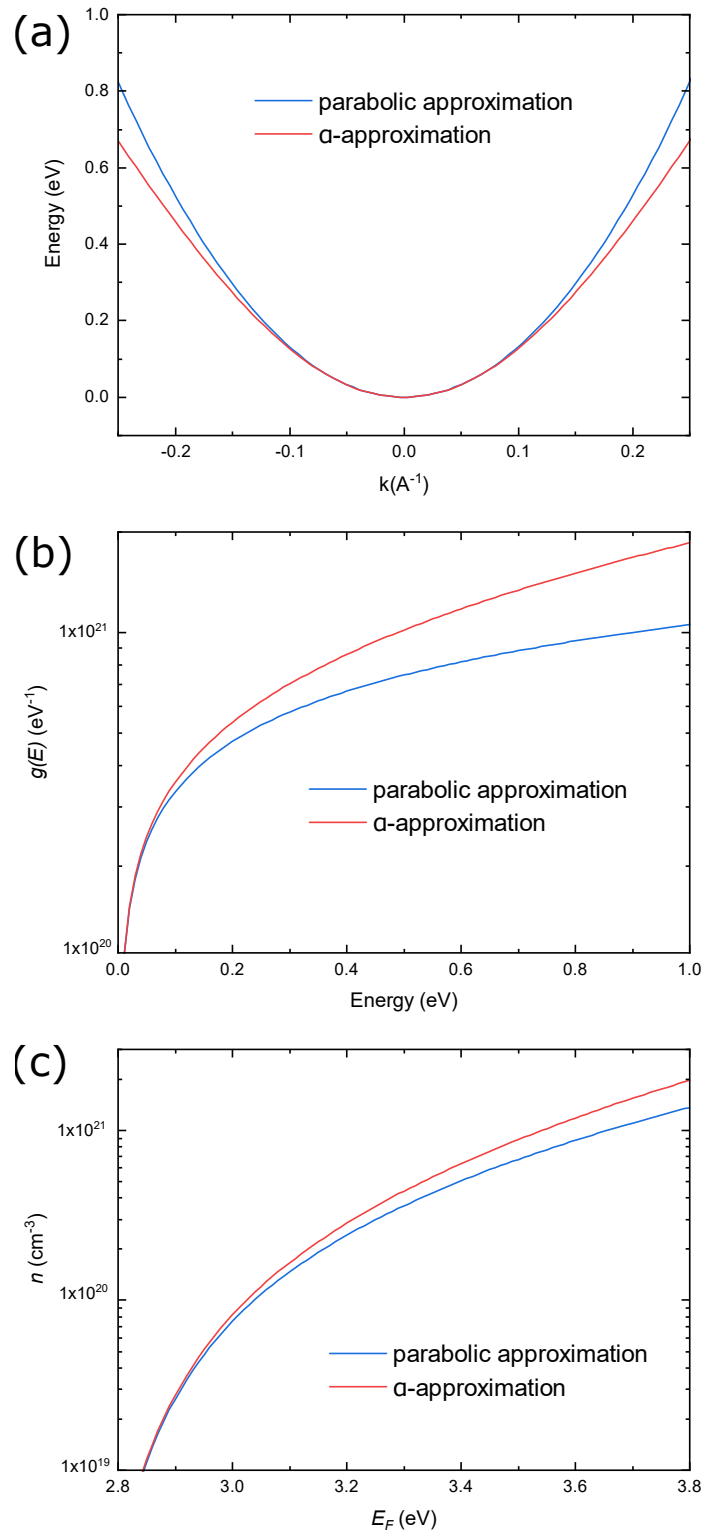 (a)
1.0
0.8
0.6
0.4
0.2
0.0
Energy (eV)
parabolic approximation
ɑ-approximation
-0.2 -0.1 0.0 0.1 0.2
k(A⁻¹)
(b)
1x10²¹
1x10²⁰
g(E) (eV⁻¹)
parabolic approximation
ɑ-approximation
0.0 0.2 0.4 0.6 0.8 1.0
Energy (eV)
(c)
1x10²¹
1x10²⁰
1x10¹⁹
n (cm⁻³)
parabolic approximation
ɑ-approximation
2.8 3.0 3.2 3.4 3.6 3.8
E_F (eV)